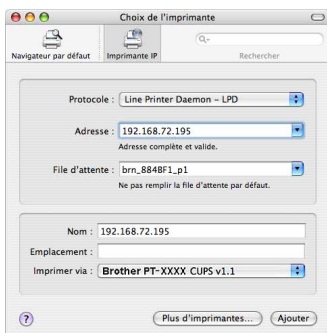 Choix de l'imprimante
Navigateur par défaut
Imprimante IP
Rechercher
Protocole : Line Printer Daemon – LPD
Adresse : 192.168.72.195
Adresse complète et valide.
File d'attente : brn_884BF1_p1
Ne pas remplir la file d'attente par défaut.
Nom : 192.168.72.195
Emplacement :
Imprimer via : Brother PT-XXXX CUPS v1.1
? Plus d'imprimantes... Ajouter